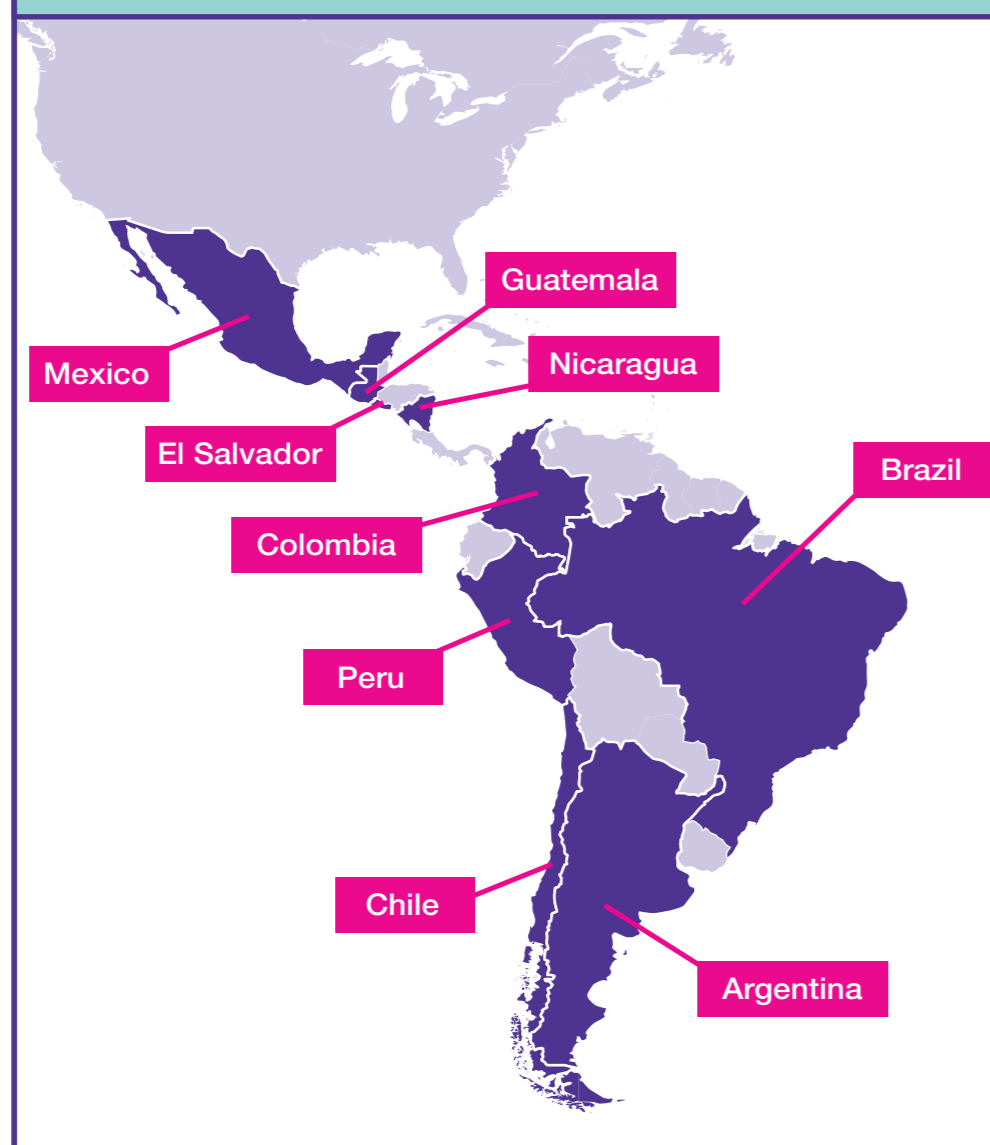 Guatemala
Nicaragua
Mexico
El Salvador
Brazil
Colombia
Peru
Chile
Argentina